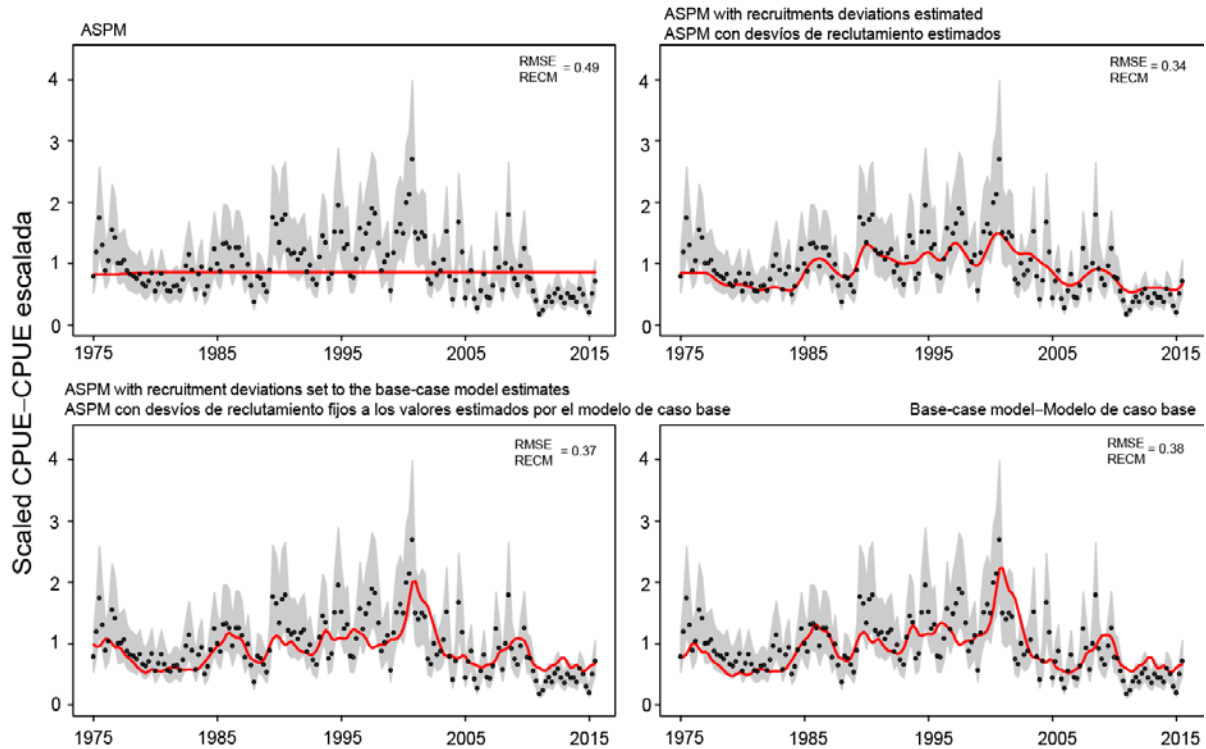 ASPM
RMSE
RECM = 0.49
4
3
2
1
0
1975 1985 1995 2005 2015
ASPM with recruitments deviations estimated
ASPM con desvíos de reclutamiento estimados
RMSE
RECM = 0.34
4
3
2
1
0
1975 1985 1995 2005 2015
Scaled CPUE–CPUE escalada
ASPM with recruitment deviations set to the base-case model estimates
ASPM con desvíos de reclutamiento fijos a los valores estimados por el modelo de caso base
RMSE
RECM = 0.37
4
3
2
1
0
1975 1985 1995 2005 2015
Base-case model–Modelo de caso base
RMSE
RECM = 0.38
4
3
2
1
0
1975 1985 1995 2005 2015